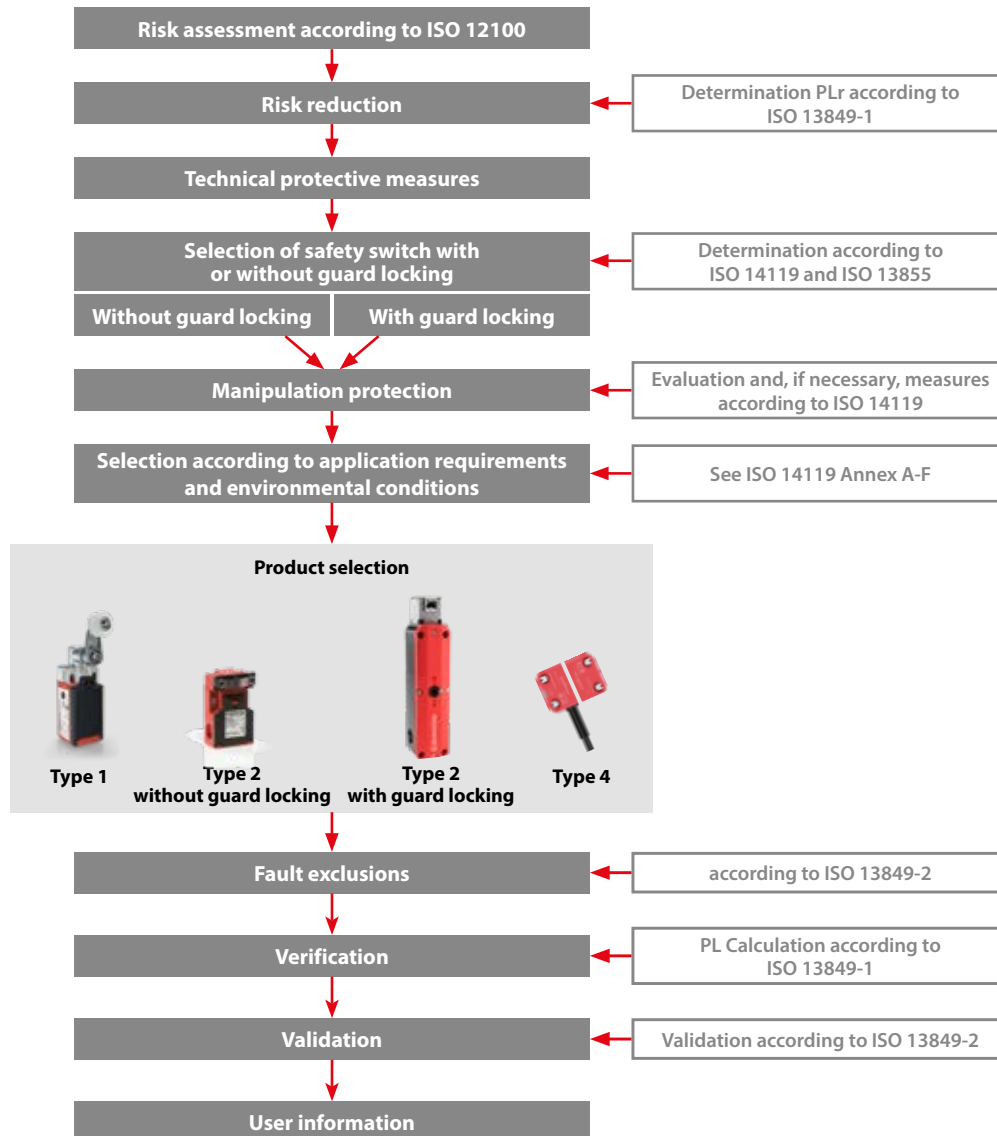 Risk assessment according to ISO 12100
Risk reduction
Determination PLr according to
ISO 13849-1
Technical protective measures
Selection of safety switch with
or without guard locking
Determination according to
ISO 14119 and ISO 13855
Without guard locking
With guard locking
Manipulation protection
Evaluation and, if necessary, measures
according to ISO 14119
Selection according to application requirements
and environmental conditions
See ISO 14119 Annex A-F
Product selection
Type 1
Type 2
without guard locking
Type 2
with guard locking
Type 4
Fault exclusions
according to ISO 13849-2
Verification
PL Calculation according to
ISO 13849-1
Validation
Validation according to ISO 13849-2
User information